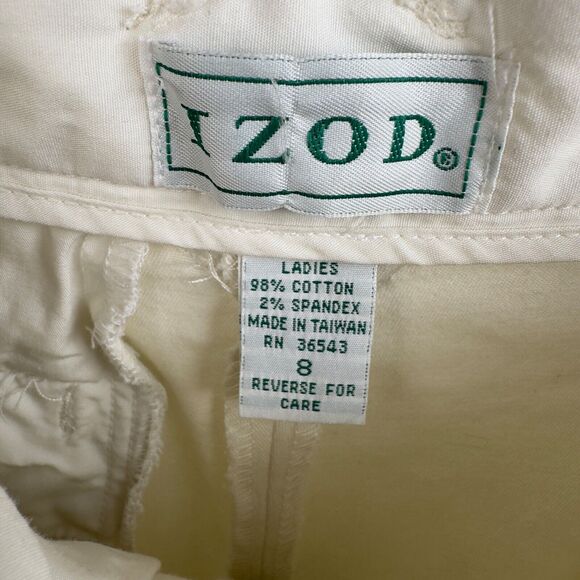 IZOD®
LADIES
98% COTTON
2% SPANDEX
MADE IN TAIWAN
RN 36543
8
REVERSE FOR
CARE